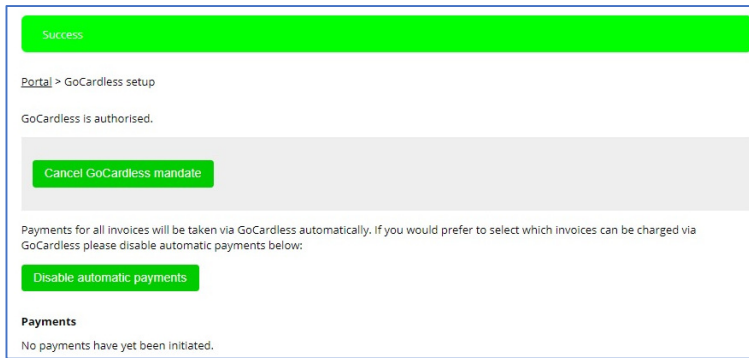 Success
Portal > GoCardless setup
GoCardless is authorised.
Cancel GoCardless mandate
Payments for all invoices will be taken via GoCardless automatically. If you would prefer to select which invoices can be charged via
GoCardless please disable automatic payments below:
Disable automatic payments
Payments
No payments have yet been initiated.